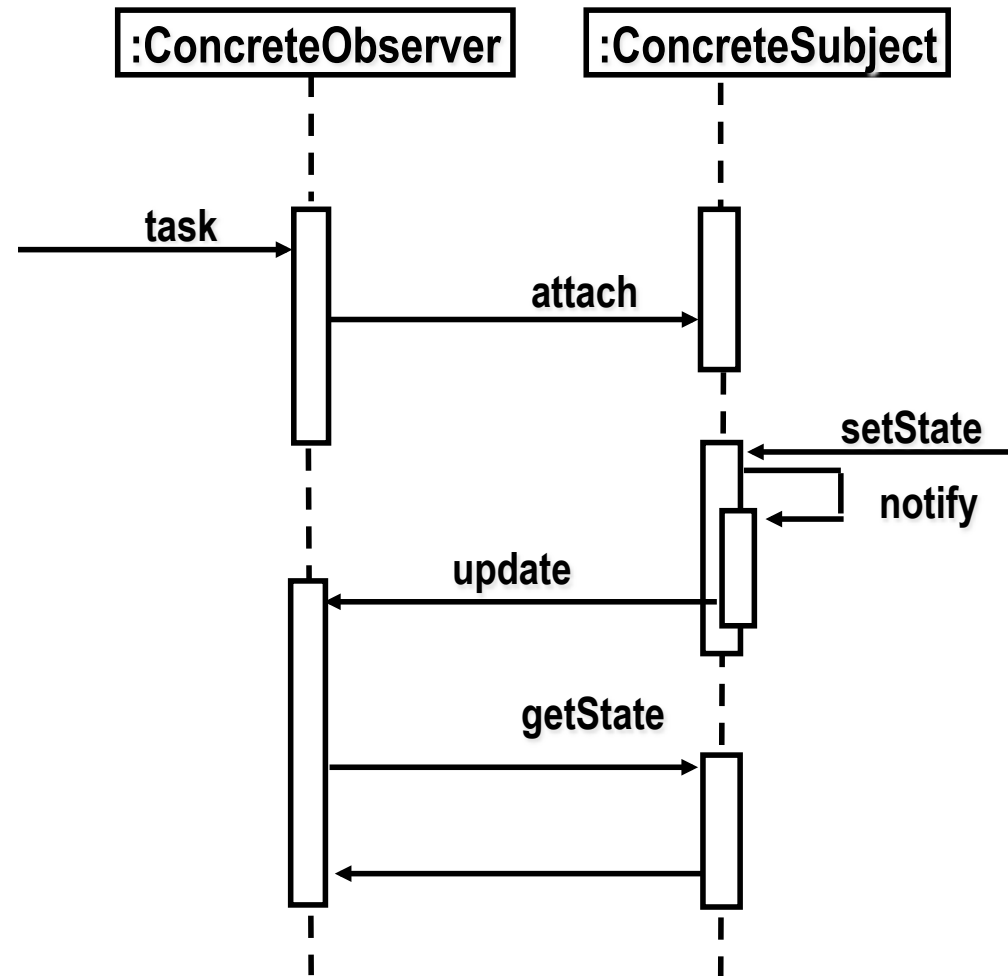 :ConcreteObserver
:ConcreteSubject
task
attach
setState
notify
update
getState